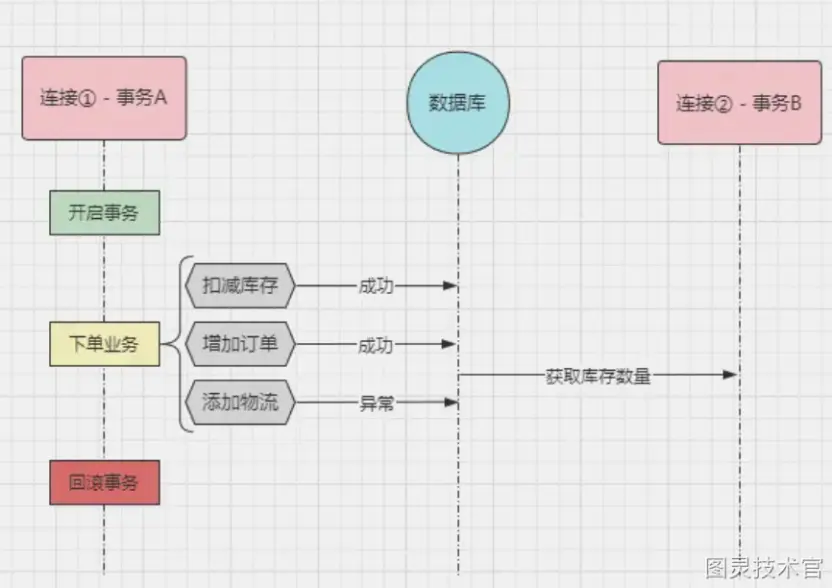 连接① - 事务A
数据库
连接② - 事务B
开启事务
扣减库存
成功
下单业务
增加订单
成功
获取库存数量
添加物流
异常
回滚事务
图灵技术官